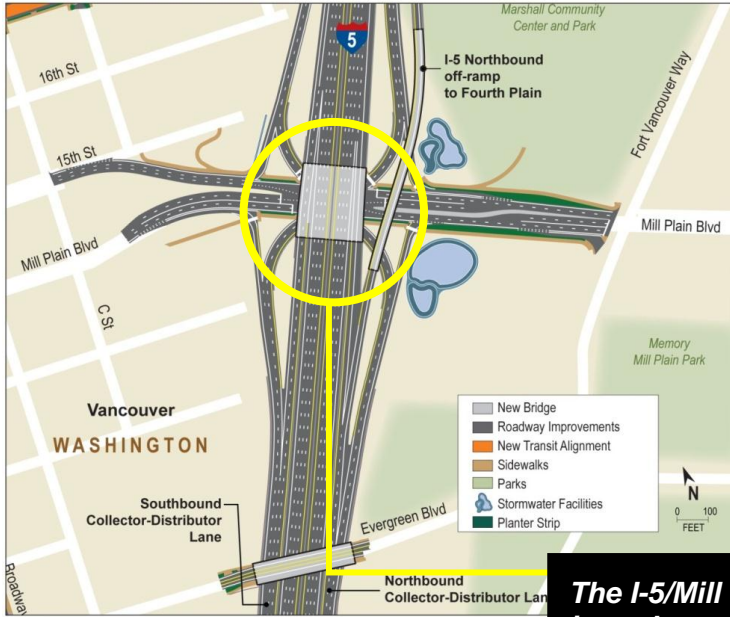 Marshall Community
Center and Park
5
I-5 Northbound
off-ramp
to Fourth Plain
16th St
Fort Vancouver Way
15th St
Mill Plain Blvd
Mill Plain Blvd
C St
Memory
Mill Plain Park
Vancouver
WASHINGTON
New Bridge
Roadway Improvements
New Transit Alignment
Sidewalks
Parks
Stormwater Facilities
Planter Strip
N
0 100
FEET
Southbound
Collector-Distributor
Lane
Evergreen Blvd
Broadway
Northbound
Collector-Distributor Lan
The I-5/Mill